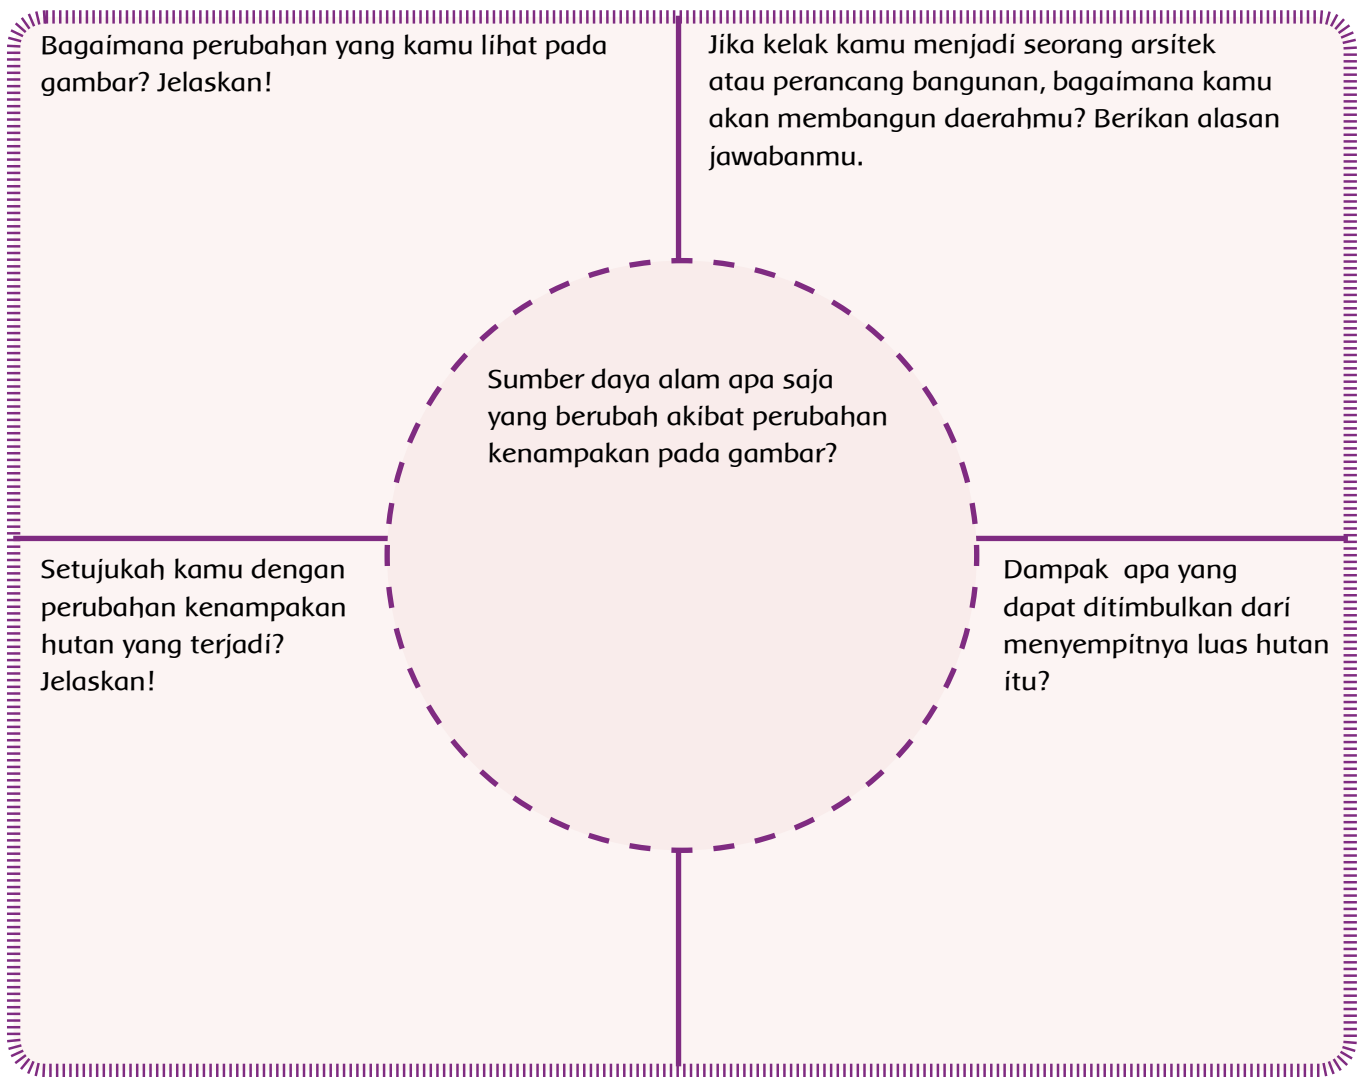 Bagaimana perubahan yang kamu lihat pada
gambar? Jelaskan!
Jika kelak kamu menjadi seorang arsitek
atau perancang bangunan, bagaimana kamu
akan membangun daerahmu? Berikan alasan
jawabanmu.
Sumber daya alam apa saja
yang berubah akibat perubahan
kenampakan pada gambar?
Setujukah kamu dengan
perubahan kenampakan
hutan yang terjadi?
Jelaskan!
Dampak apa yang
dapat ditimbulkan dari
menyempitnya luas hutan
itu?